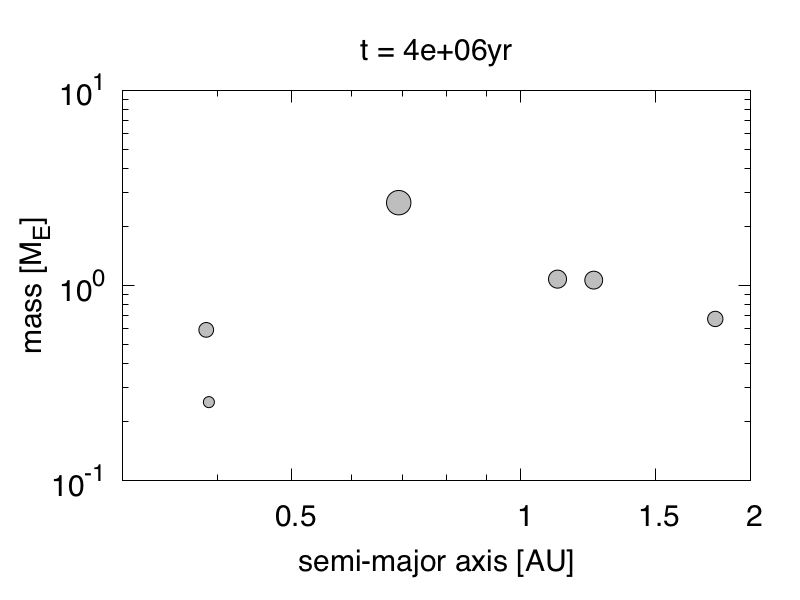 t = 4e+06yr
10^1
10^0
10^-1
mass [M_E]
0.5 1 1.5 2
semi-major axis [AU]